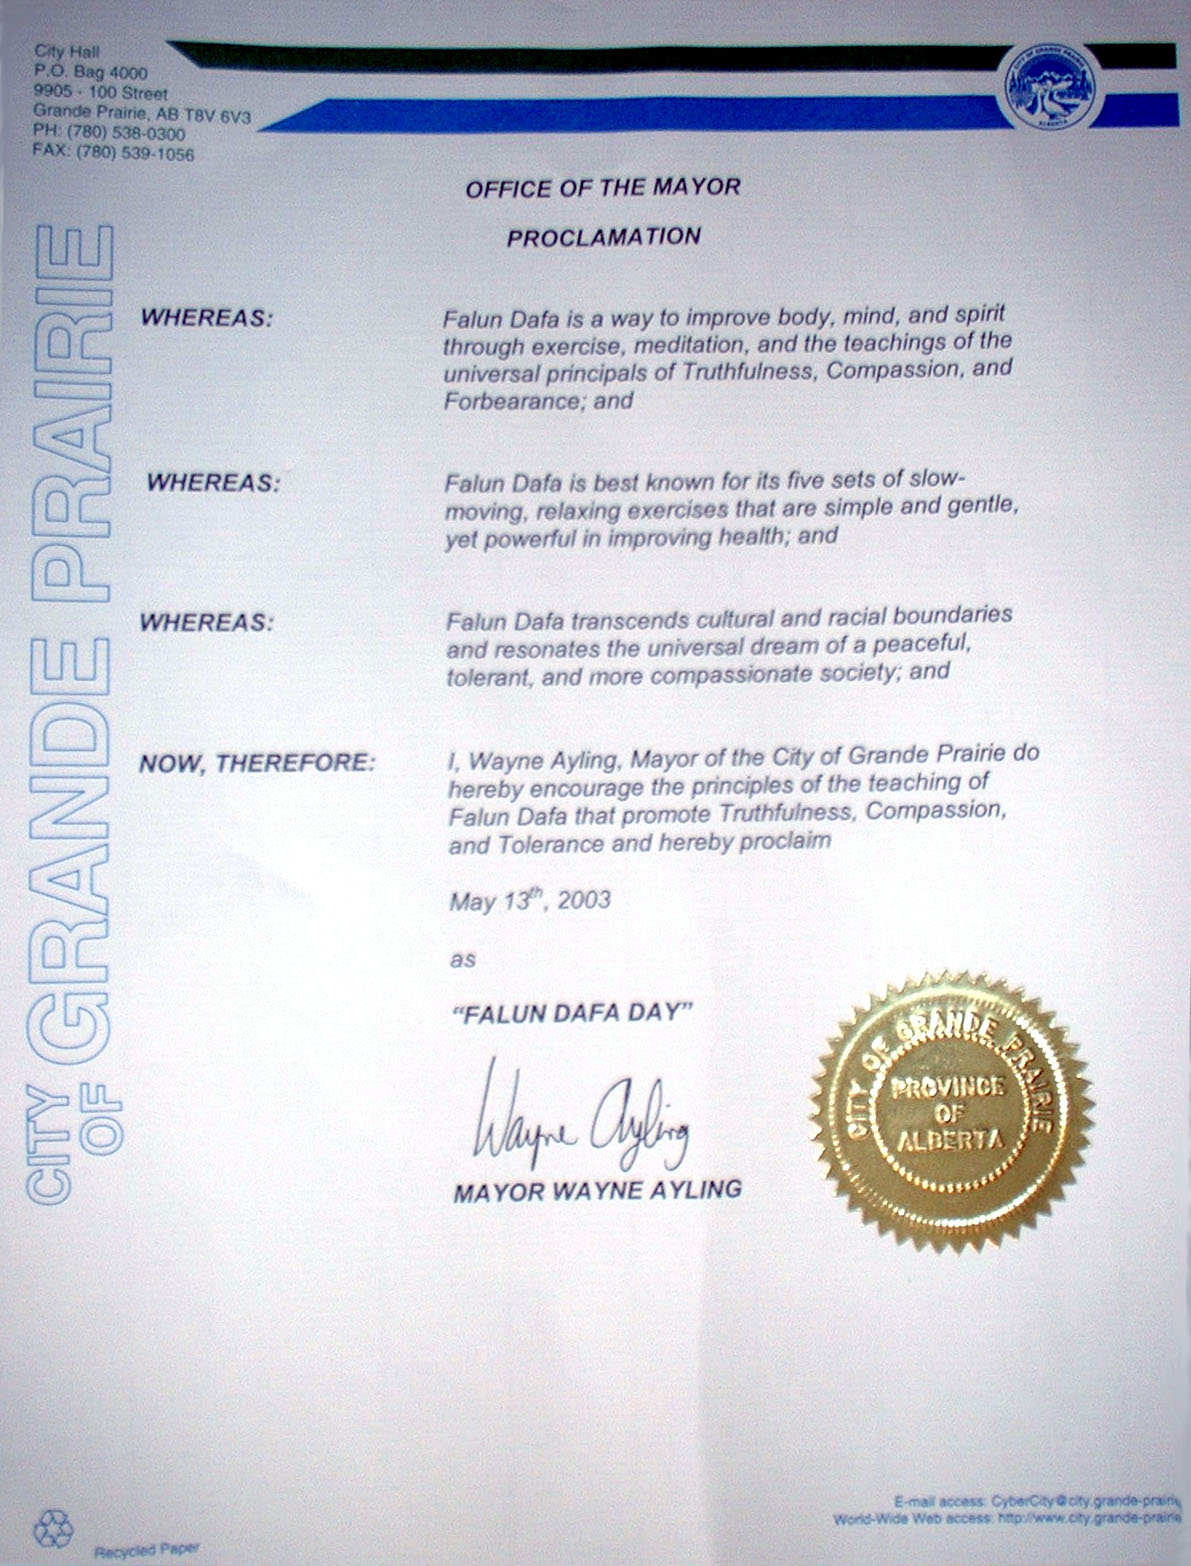 City Hall
P.O. Bag 4000
9905 - 100 Street
Grande Prairie, AB T8V 6V3
PH: (780) 538-0300
FAX: (780) 539-1056
CITY OF GRANDE PRAIRIE
ALBERTA
OFFICE OF THE MAYOR
PROCLAMATION
CITY OF GRANDE PRAIRIE
WHEREAS:
Falun Dafa is a way to improve body, mind, and spirit
through exercise, meditation, and the teachings of the
universal principals of Truthfulness, Compassion, and
Forbearance; and
WHEREAS:
Falun Dafa is best known for its five sets of slow-
moving, relaxing exercises that are simple and gentle,
yet powerful in improving health; and
WHEREAS:
Falun Dafa transcends cultural and racial boundaries
and resonates the universal dream of a peaceful,
tolerant, and more compassionate society; and
NOW, THEREFORE:
I, Wayne Ayling, Mayor of the City of Grande Prairie do
hereby encourage the principles of the teaching of
Falun Dafa that promote Truthfulness, Compassion,
and Tolerance and hereby proclaim
May 13th, 2003
as
"FALUN DAFA DAY"
Wayne Ayling
MAYOR WAYNE AYLING
CITY OF GRANDE PRAIRIE
PROVINCE
OF
ALBERTA
E-mail access: CyberCity@city.grande-prairie
World-Wide Web access: http://www.city.grande-prairie
Recycled Paper